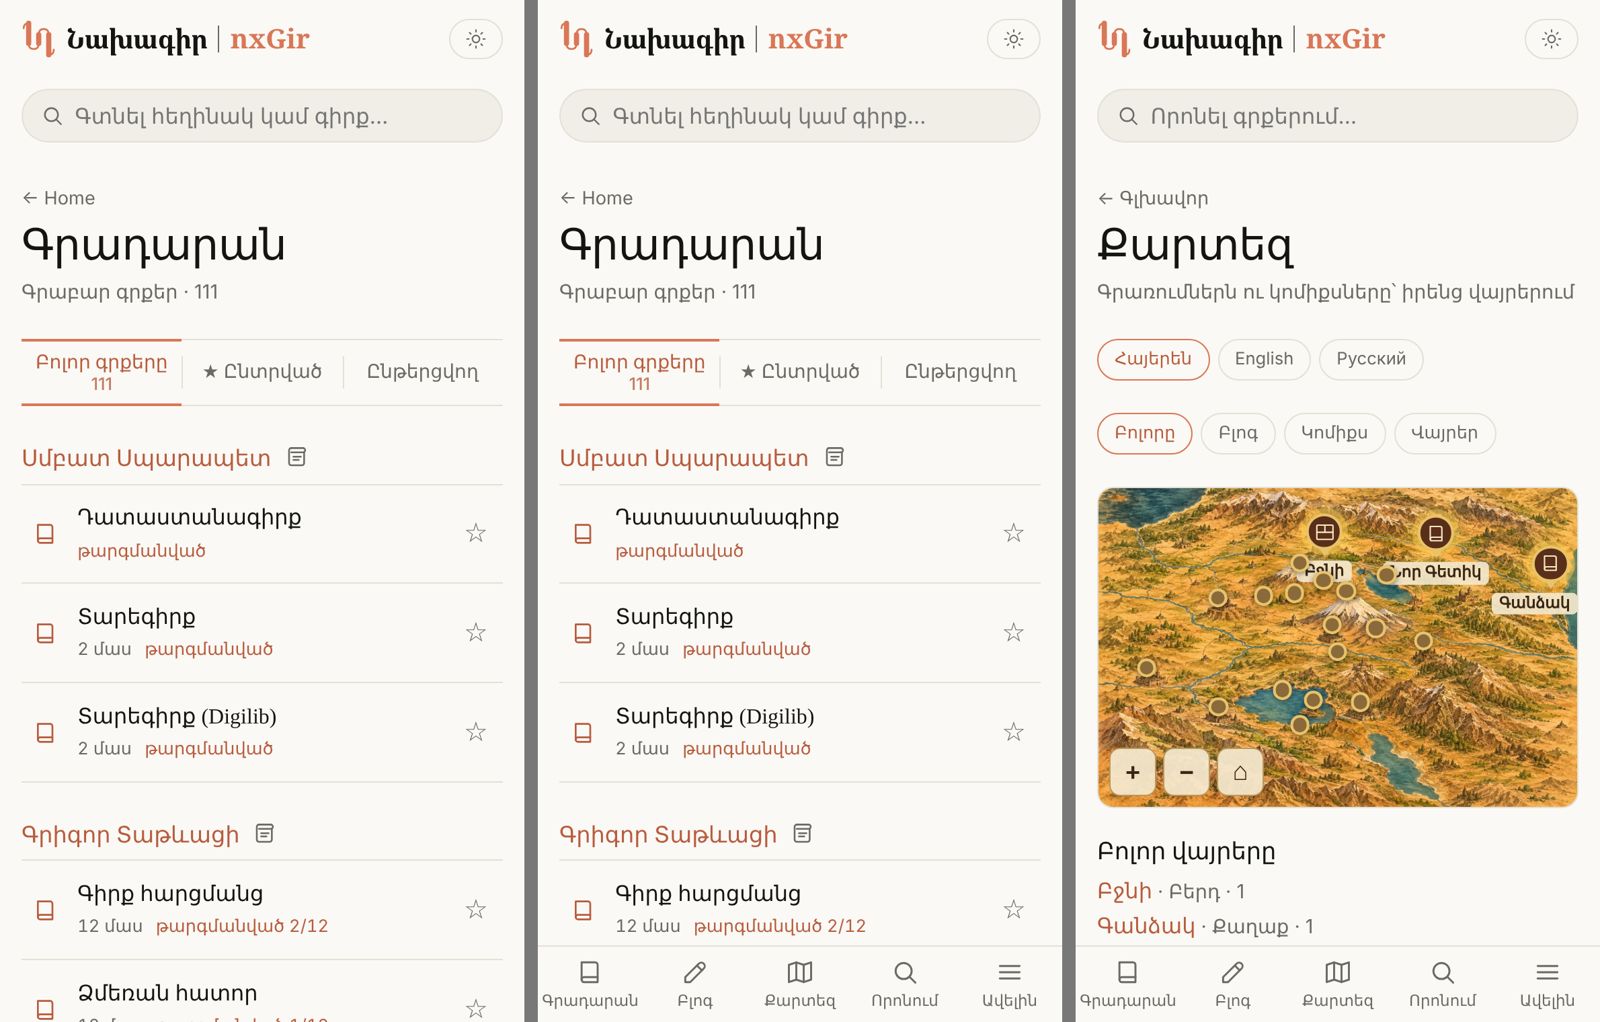 Նախագիր | nxGir
Գտնել հեղինակ կամ գիրք...
← Home
Գրադարան
Գրաբար գրքեր · 111
Բոլոր գրքերը 111
★ Ընտրված
Ընթերցվող
Սմբատ Սպարապետ
Դատաստանագիրք
թարգմանված
Տարեգիրք
2 մաս թարգմանված
Տարեգիրք (Digilib)
2 մաս թարգմանված
Գրիգոր Տաթևացի
Գիրք հարցմանց
12 մաս թարգմանված 2/12
Ձմեռան հատոր
Նախագիր | nxGir
Գտնել հեղինակ կամ գիրք...
← Home
Գրադարան
Գրաբար գրքեր · 111
Բոլոր գրքերը 111
★ Ընտրված
Ընթերցվող
Սմբատ Սպարապետ
Դատաստանագիրք
թարգմանված
Տարեգիրք
2 մաս թարգմանված
Տարեգիրք (Digilib)
2 մաս թարգմանված
Գրիգոր Տաթևացի
Գիրք հարցմանց
12 մաս թարգմանված 2/12
Գրադարան
Բլոգ
Քարտեզ
Որոնում
Ավելին
Նախագիր | nxGir
Որոնել գրքերում...
← Գլխավոր
Քարտեզ
Գրառումներն ու կոմիքսները՝ իրենց վայրերում
Հայերեն
English
Русский
Բոլորը
Բլոգ
Կոմիքս
Վայրեր
Բջնի
Նոր Գետիկ
Գանձակ
+
−
Բոլոր վայրերը
Բջնի · Բերդ · 1
Գանձակ · Քաղաք · 1
Գրադարան
Բլոգ
Քարտեզ
Որոնում
Ավելին